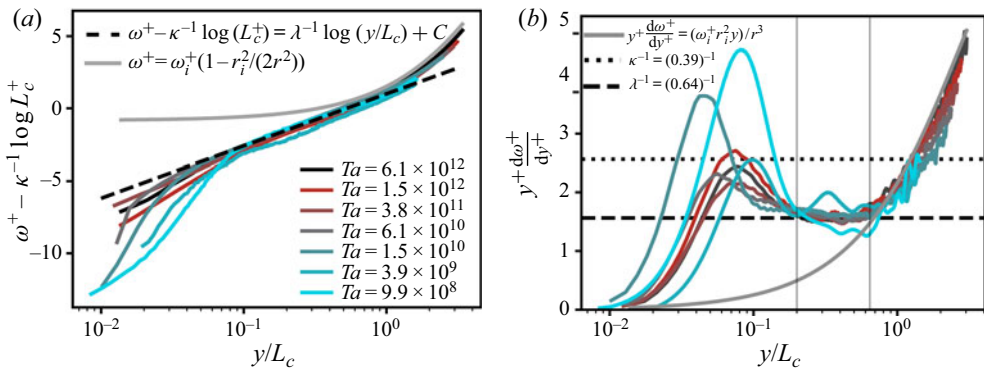 (a)
5
0
−5
−10
ω⁺ − κ⁻¹ log L_c⁺
ω⁺ − κ⁻¹ log (L_c⁺) = λ⁻¹ log (y/L_c) + C
ω⁺ = ω_i⁺ (1 − r_i²/(2r²))
Ta = 6.1 × 10¹²
Ta = 1.5 × 10¹²
Ta = 3.8 × 10¹¹
Ta = 6.1 × 10¹⁰
Ta = 1.5 × 10¹⁰
Ta = 3.9 × 10⁹
Ta = 9.9 × 10⁸
10⁻²
10⁻¹
10⁰
y/L_c
(b)
5
4
3
2
1
0
y⁺ dω⁺/dy⁺
y⁺ dω⁺/dy⁺ = (ω_i⁺ r_i² y) / r³
κ⁻¹ = (0.39)⁻¹
λ⁻¹ = (0.64)⁻¹
10⁻²
10⁻¹
10⁰
y/L_c